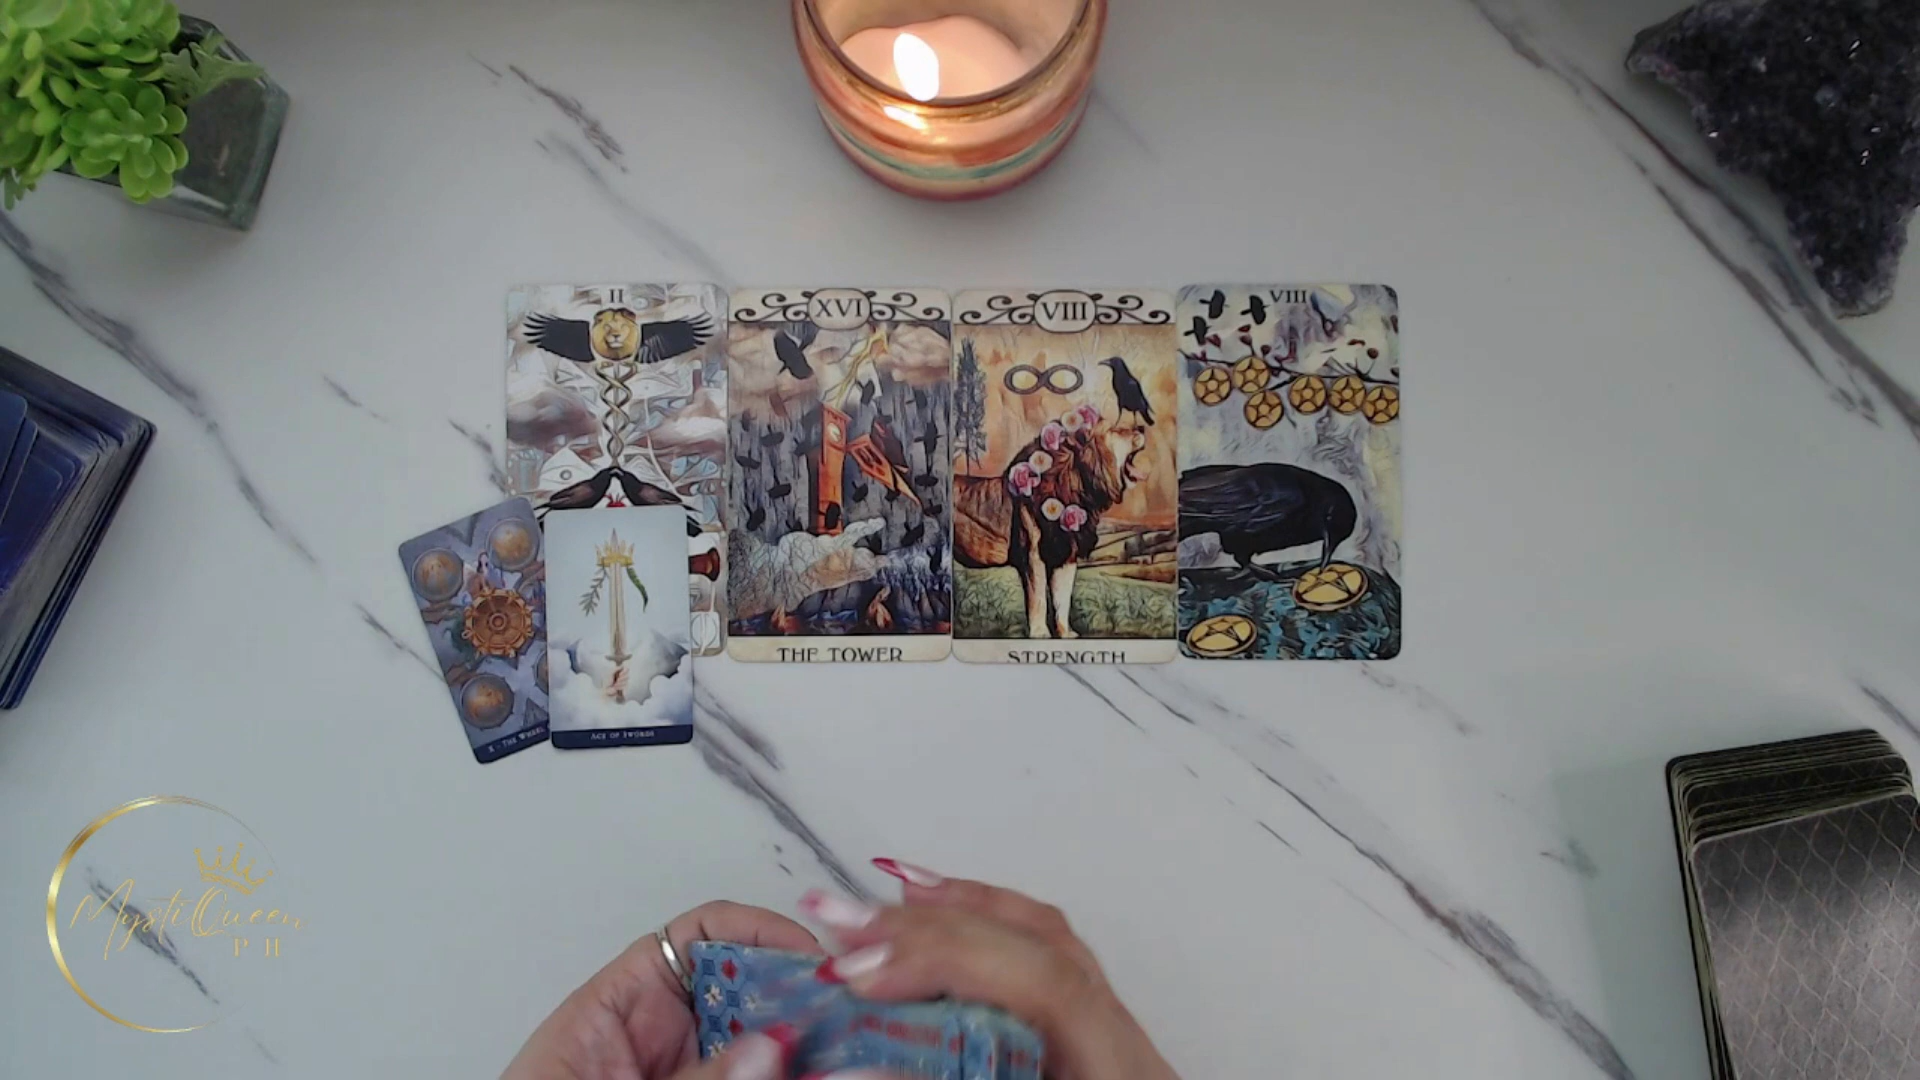 II
XVI
VIII
VIII
THE TOWER
STRENGTH
X - THE WHEEL
ACE OF SWORDS
MystiQueen
PH